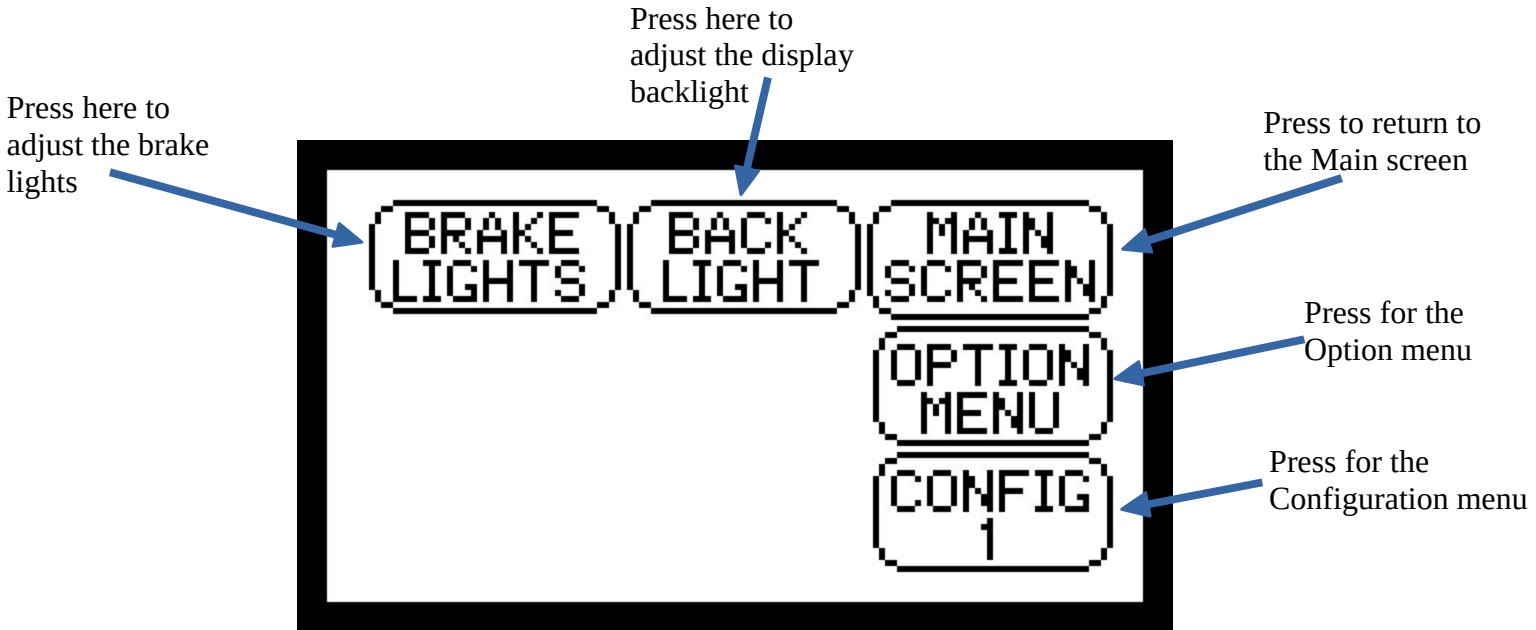 Press here to
adjust the display
backlight
Press here to
adjust the brake
lights
Press to return to
the Main screen
BRAKE
LIGHTS
BACK
LIGHT
MAIN
SCREEN
OPTION
MENU
Press for the
Option menu
CONFIG
1
Press for the
Configuration menu